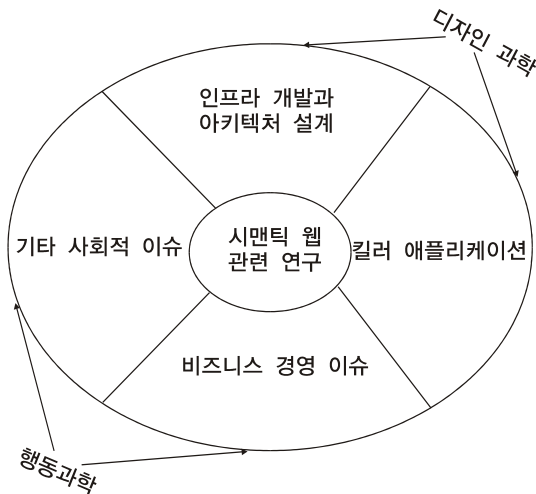 디자인 과학
인프라 개발과
아키텍처 설계
기타 사회적 이슈
시맨틱 웹
관련 연구
킬러 애플리케이션
비즈니스 경영 이슈
행동과학